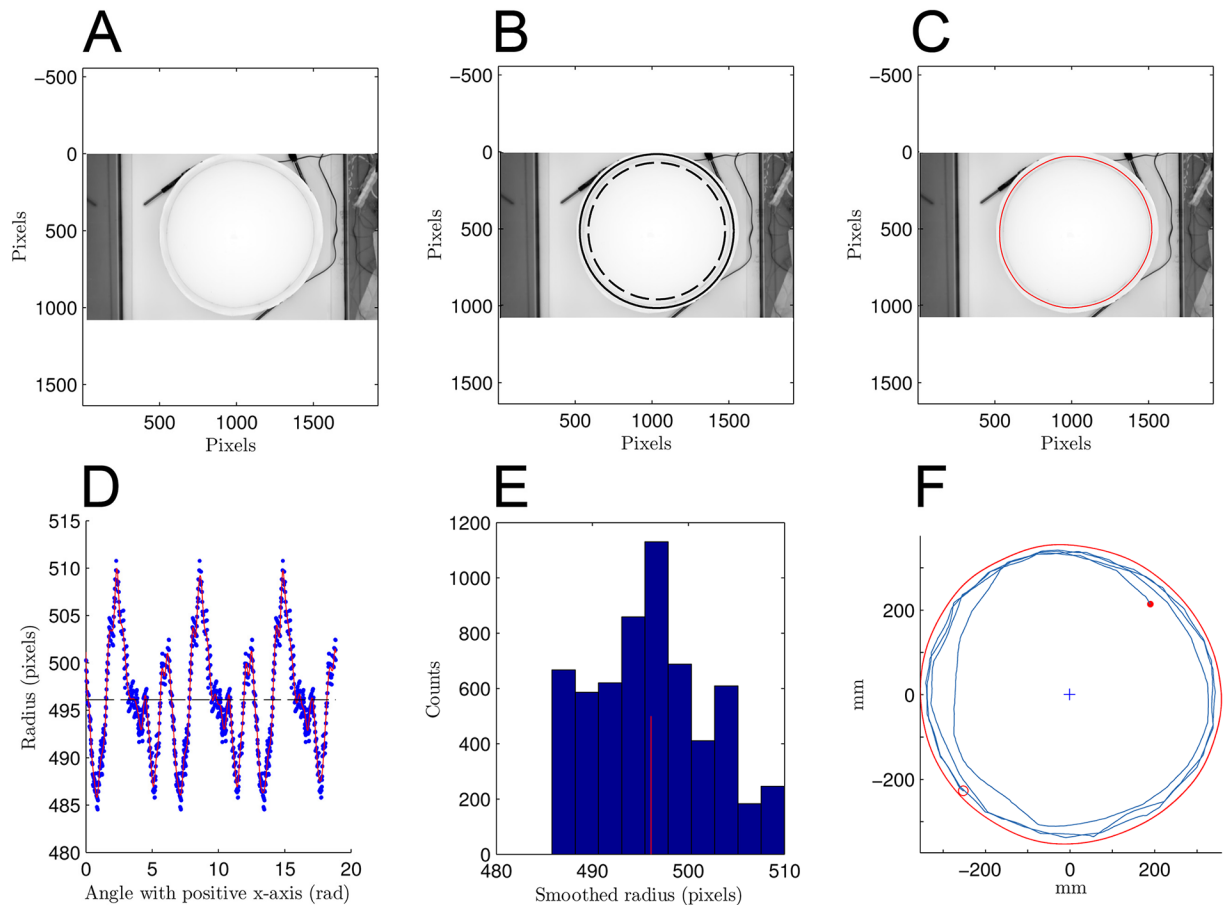 A
B
C
−500
0
500
1000
1500
Pixels
500 1000 1500
Pixels
−500
0
500
1000
1500
Pixels
500 1000 1500
Pixels
−500
0
500
1000
1500
Pixels
500 1000 1500
Pixels
D
E
F
515
510
505
500
495
490
485
480
Radius (pixels)
0 5 10 15 20
Angle with positive x-axis (rad)
1200
1000
800
600
400
200
0
Counts
480 490 500 510
Smoothed radius (pixels)
200
0
−200
mm
−200 0 200
mm